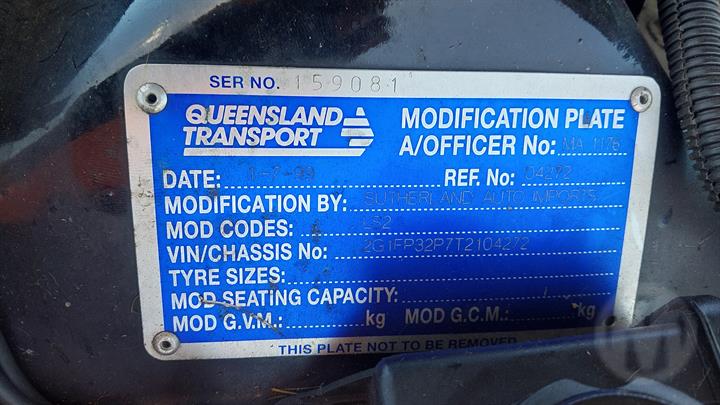 SER NO. 159081
QUEENSLAND TRANSPORT
MODIFICATION PLATE
A/OFFICER No: MA 1176
DATE: 1-7-99 REF. No: 04272
MODIFICATION BY: SUTHERLAND AUTO IMPORTS
MOD CODES: LS2
VIN/CHASSIS No: 2G1FP32P7T2104272
TYRE SIZES:
MOD SEATING CAPACITY:
MOD G.V.M.: kg MOD G.C.M.: kg
THIS PLATE NOT TO BE REMOVED
M